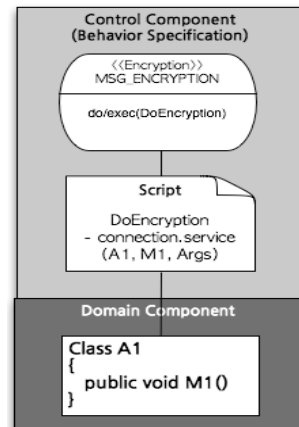 Control Component
(Behavior Specification)
<<Encryption>>
MSG_ENCRYPTION
do/exec(DoEncryption)
Script
DoEncryption
- connection.service
(A1, M1, Args)
Domain Component
Class A1
{
public void M1()
}